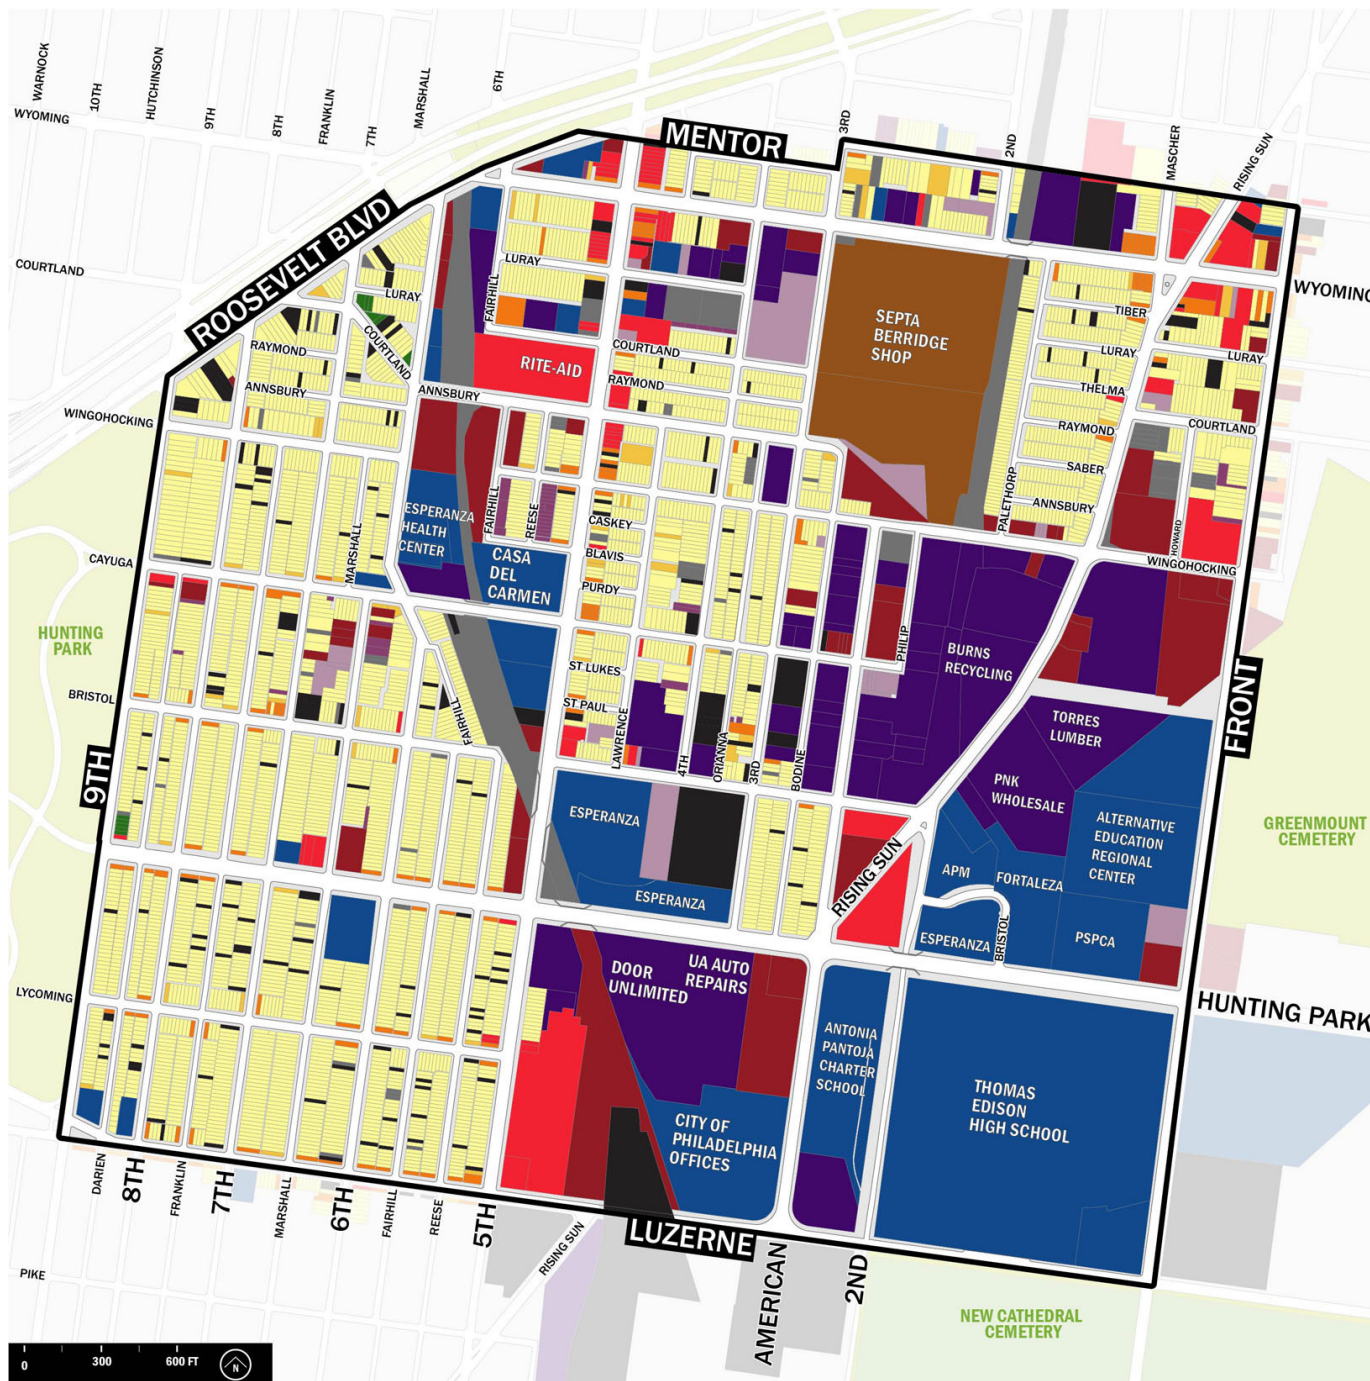 WARNOCK
10TH
HUTCHINSON
9TH
8TH
FRANKLIN
7TH
MARSHALL
6TH
3RD
2ND
MASCHER
RISING SUN
WYOMING
MENTOR
ROOSEVELT BLVD
COURTLAND
LURAY
FAIRHILL
LURAY
COURTLAND
RAYMOND
ANNSBURY
ANNSBURY
WINGOHOCKING
RITE-AID
COURTLAND
RAYMOND
SEPTA
BERRIDGE
SHOP
WYOMING
TIBER
LURAY
LURAY
THELMA
COURTLAND
RAYMOND
SABER
ANNSBURY
PALETHORP
HOWARD
WINGOHOCKING
ESPERANZA
HEALTH
CENTER
FAIRHILL
REESE
CASKEY
BLAVIS
PURDY
CASA
DEL
CARMEN
MARSHALL
CAYUGA
HUNTING
PARK
BRISTOL
9TH
FAIRHILL
ST LUKES
ST PAUL
LAWRENCE
4TH
ORIANNA
3RD
BODINE
PHILIP
BURNS
RECYCLING
TORRES
LUMBER
PNK
WHOLESALE
FRONT
ALTERNATIVE
EDUCATION
REGIONAL
CENTER
GREENMOUNT
CEMETERY
ESPERANZA
ESPERANZA
RISING SUN
APM
FORTALEZA
ESPERANZA
BRISTOL
PSPCA
HUNTING PARK
LYCOMING
DOOR
UNLIMITED
UA AUTO
REPAIRS
ANTONIA
PANTOJA
CHARTER
SCHOOL
THOMAS
EDISON
HIGH SCHOOL
CITY OF
PHILADELPHIA
OFFICES
DARIEN
8TH
FRANKLIN
7TH
MARSHALL
6TH
FAIRHILL
REESE
5TH
RISING SUN
LUZERNE
AMERICAN
2ND
NEW CATHEDRAL
CEMETERY
PIKE
0
300
600 FT
N